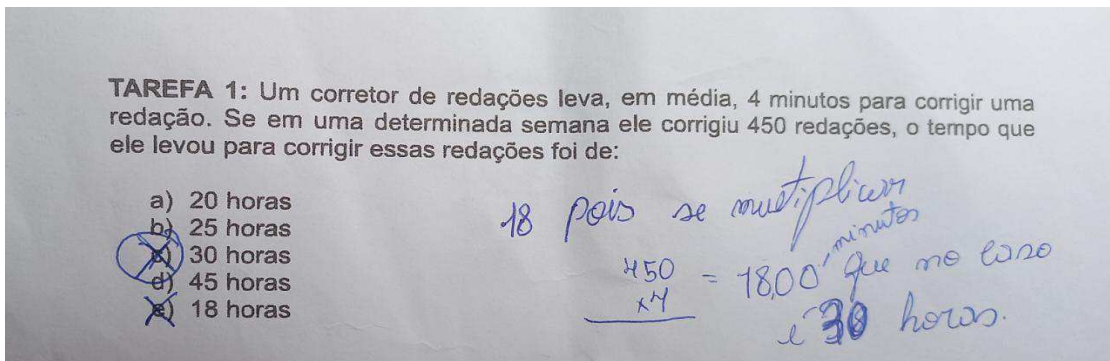 TAREFA 1: Um corretor de redações leva, em média, 4 minutos para corrigir uma
redação. Se em uma determinada semana ele corrigiu 450 redações, o tempo que
ele levou para corrigir essas redações foi de:
a) 20 horas
b) 25 horas
c) 30 horas
d) 45 horas
e) 18 horas
18 pois se multiplicar
minutos
450 = 18,00 que no caso
x4
é 30 horas.